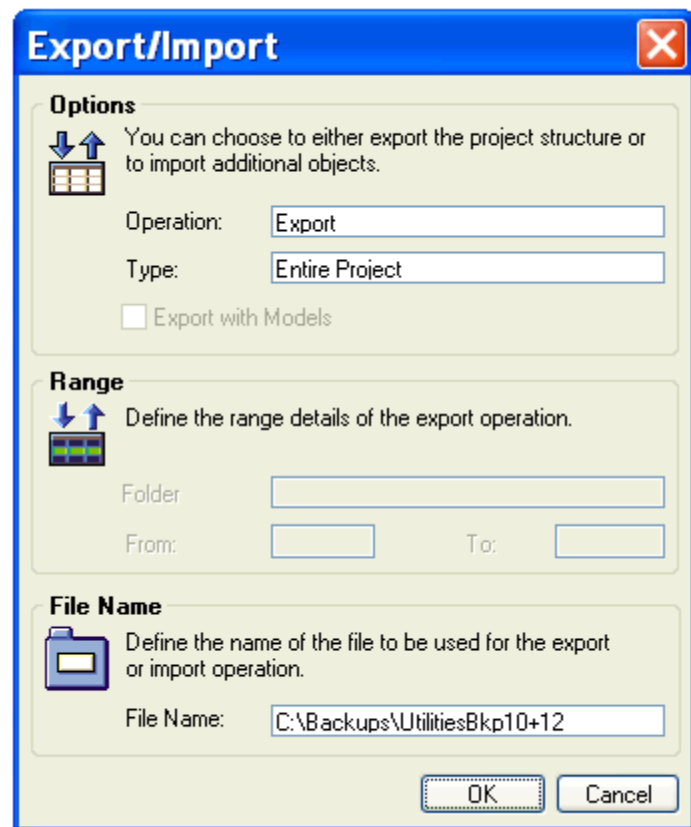 Export/Import
Options
You can choose to either export the project structure or
to import additional objects.
Operation: Export
Type: Entire Project
Export with Models
Range
Define the range details of the export operation.
Folder
From: To:
File Name
Define the name of the file to be used for the export
or import operation.
File Name: C:\Backups\UtilitiesBkp10+12
OK Cancel